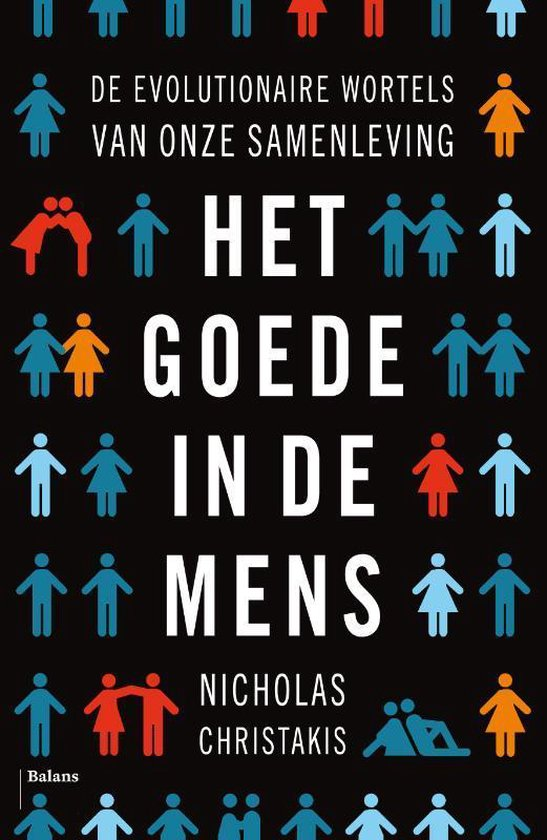 DE EVOLUTIONAIRE WORTELS
VAN ONZE SAMENLEVING
HET
GOEDE
IN DE
MENS
NICHOLAS
CHRISTAKIS
Balans